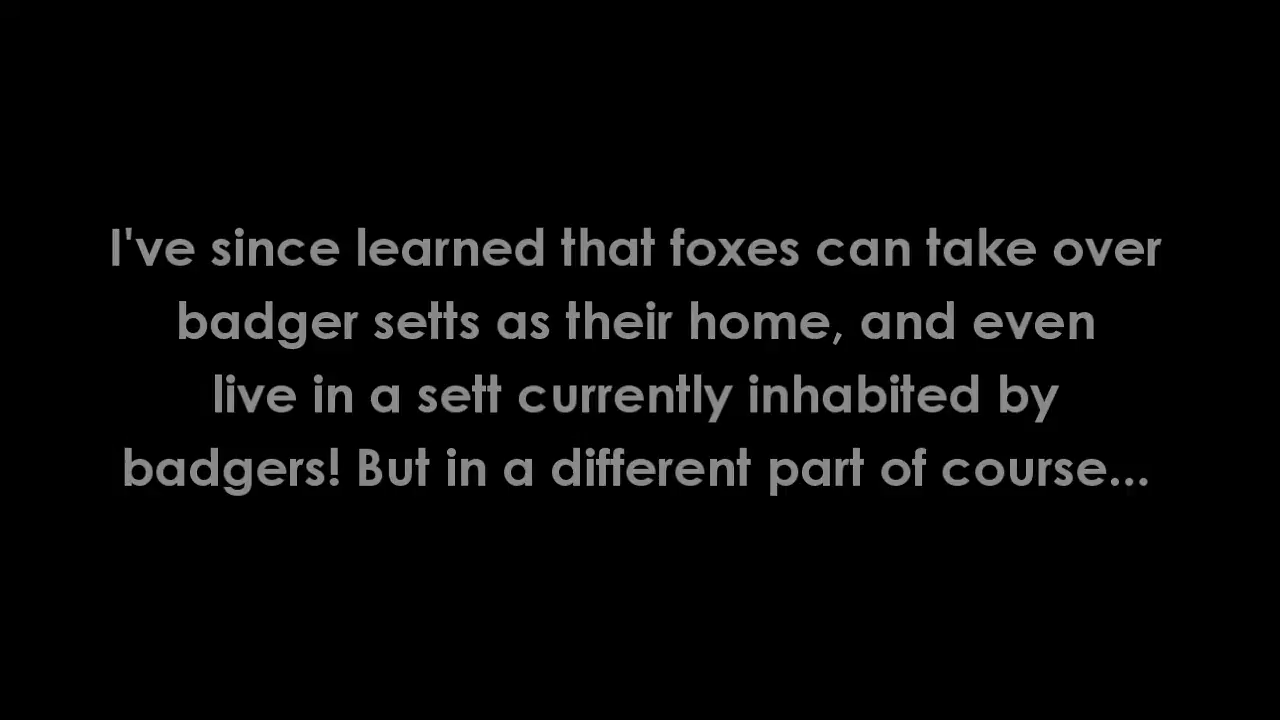 I've since learned that foxes can take over
badger setts as their home, and even
live in a sett currently inhabited by
badgers! But in a different part of course...